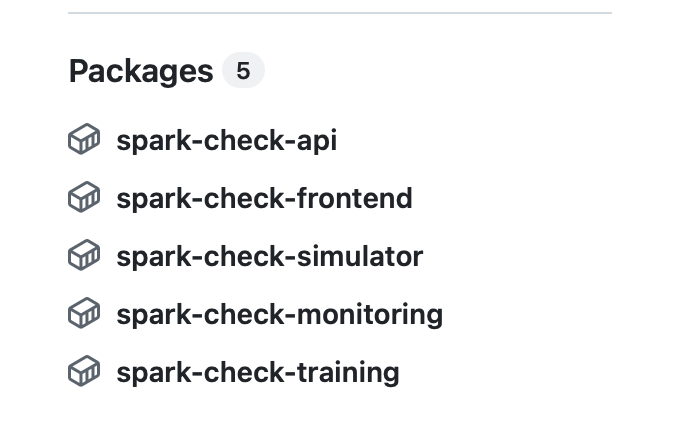 Packages 5
spark-check-api
spark-check-frontend
spark-check-simulator
spark-check-monitoring
spark-check-training